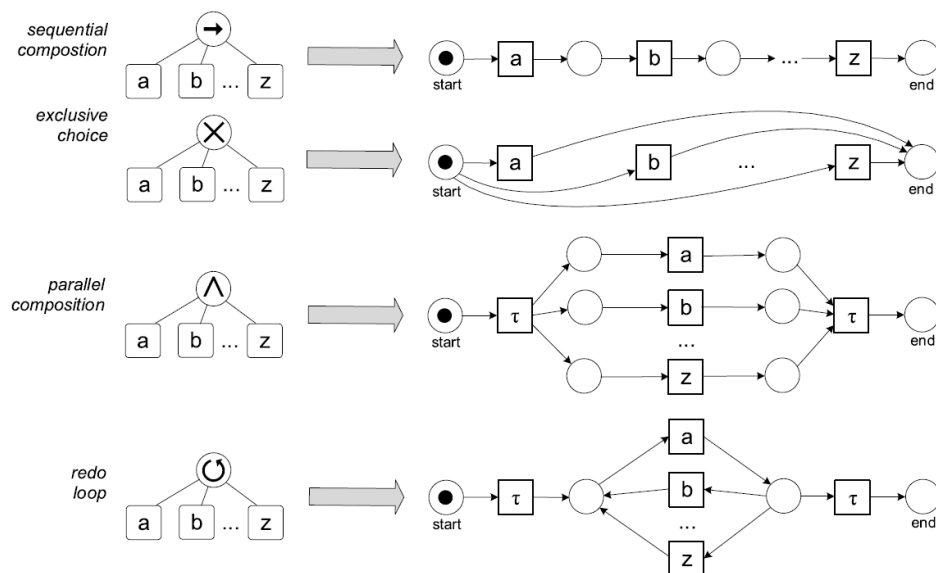 sequential
compostion
→
a b ... z
start a b ... z end
exclusive
choice
×
a b ... z
start a b ... z end
parallel
composition
∧
a b ... z
a
b
start τ ... τ end
z
redo
loop
↺
a b ... z
a
b
start τ ... τ end
z